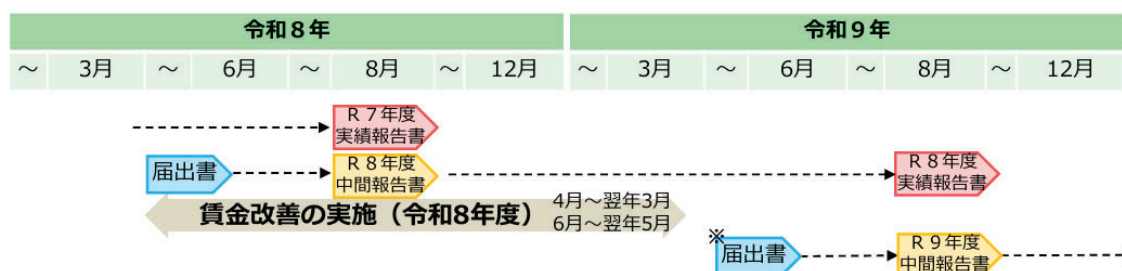 令和８年 令和９年
～ 3月 ～ 6月 ～ 8月 ～ 12月 ～ 3月 ～ 6月 ～ 8月 ～ 12月
Ｒ７年度
実績報告書
届出書
Ｒ８年度
中間報告書
Ｒ８年度
実績報告書
賃金改善の実施（令和8年度）
4月～翌年3月
6月～翌年5月
※
届出書
Ｒ９年度
中間報告書